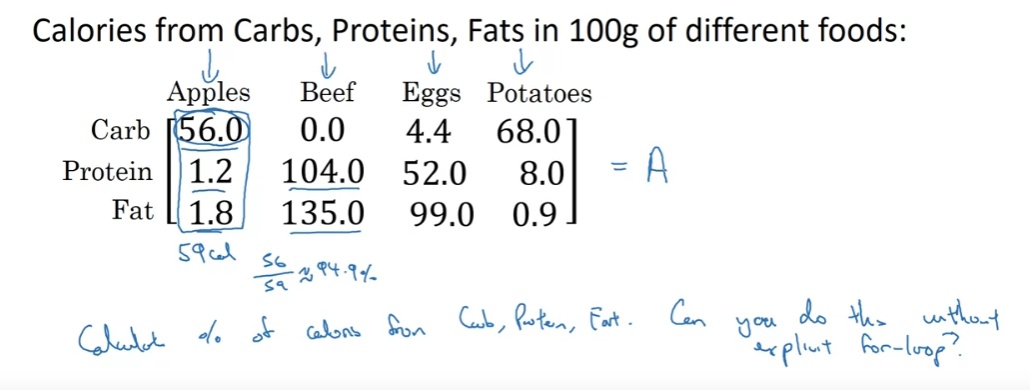 Calories from Carbs, Proteins, Fats in 100g of different foods:
Apples Beef Eggs Potatoes
Carb 56.0 0.0 4.4 68.0
Protein 1.2 104.0 52.0 8.0 = A
Fat 1.8 135.0 99.0 0.9
59 cal 56/59 ≈ 94.9%
Calculate % of calories from Carb, Protein, Fat. Can you do this without
explicit for-loop?